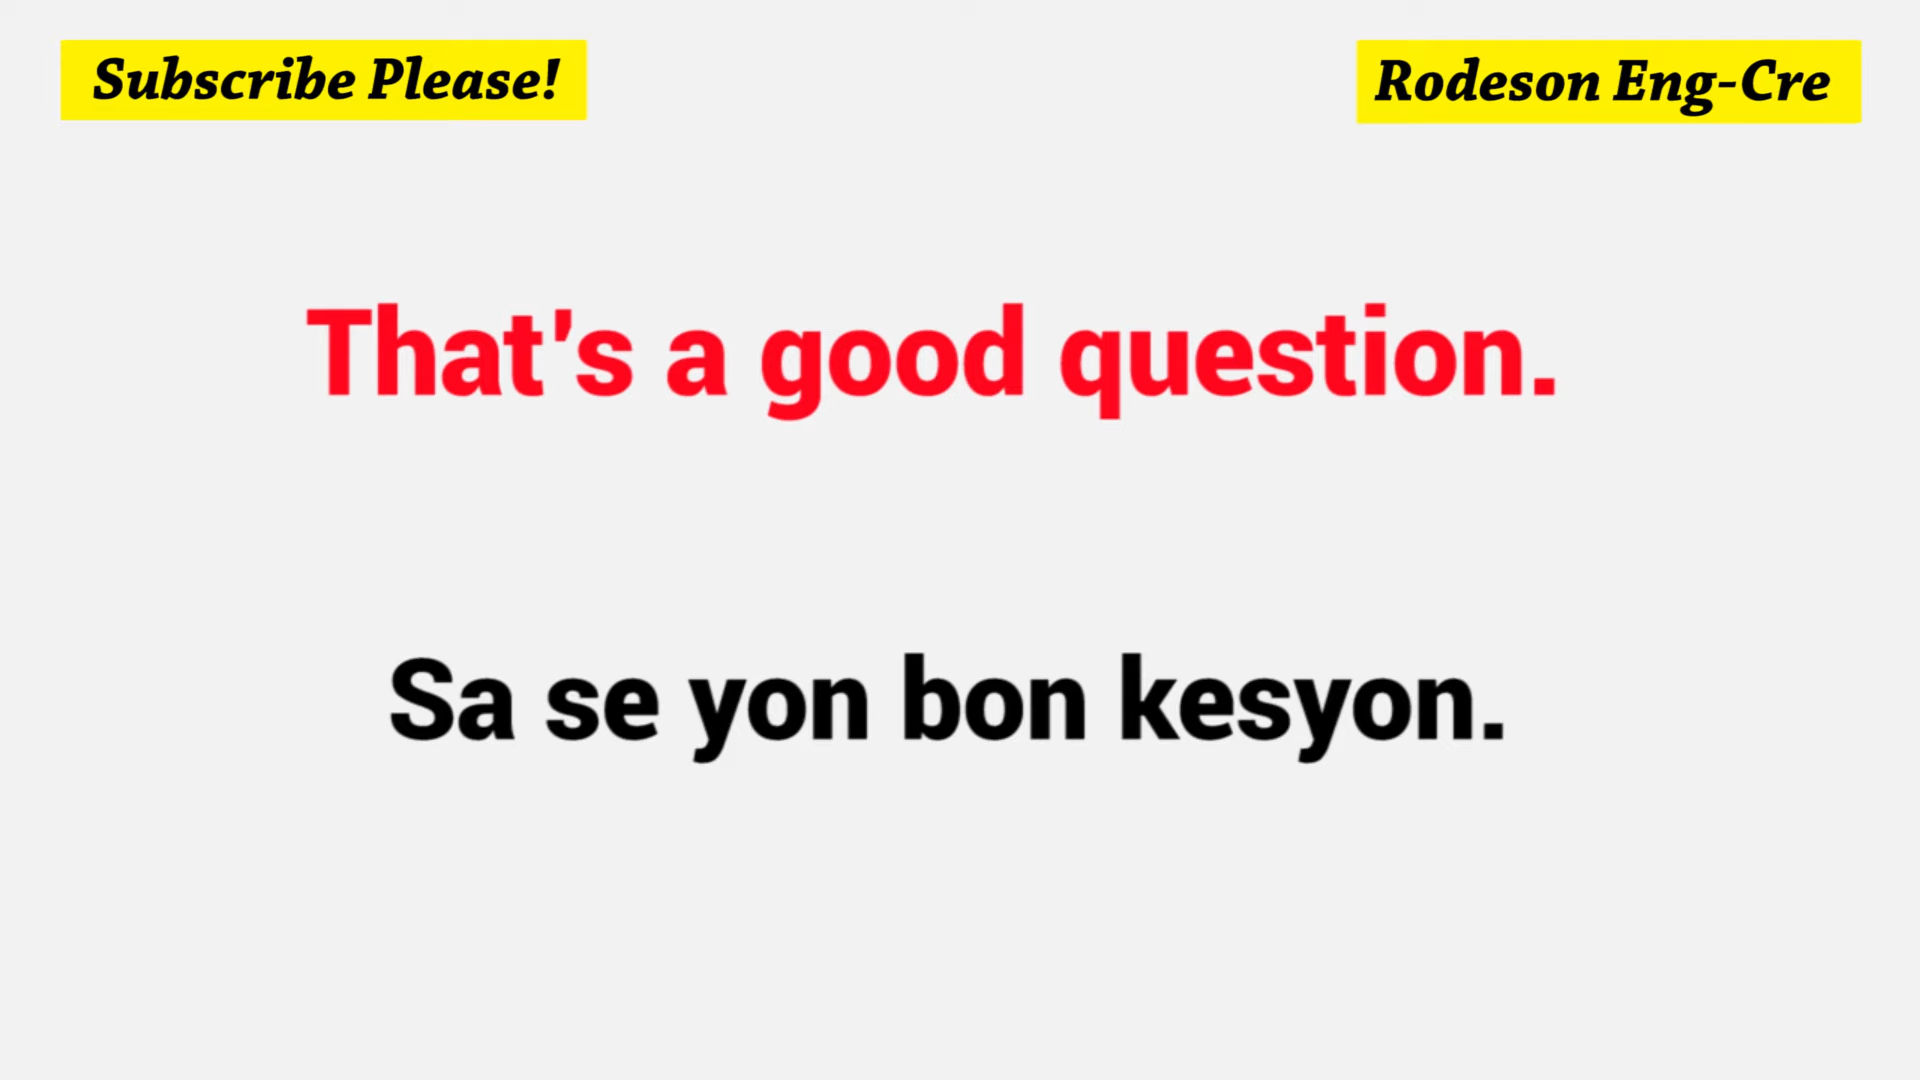 Subscribe Please!
Rodeson Eng-Cre
That's a good question.
Sa se yon bon kesyon.